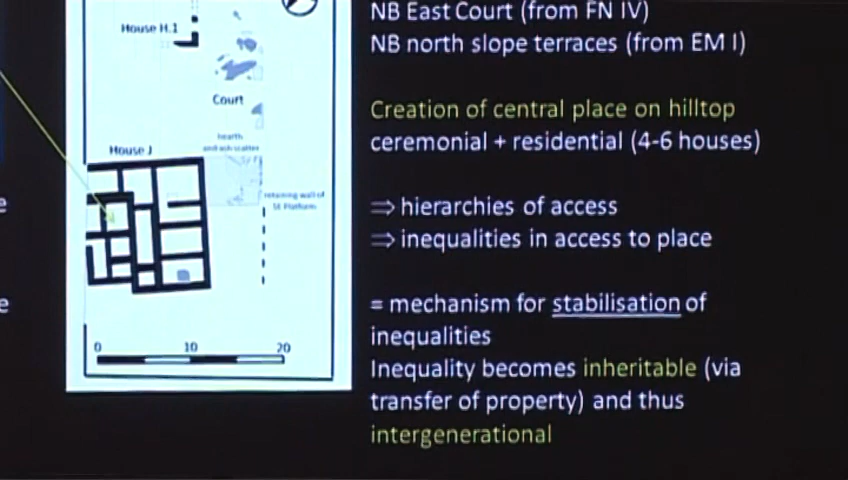 House H.1
Court
hearth
and ash scatter
House J
retaining wall of
SE Platform
0 10 20
e
e
NB East Court (from FN IV)
NB north slope terraces (from EM I)
Creation of central place on hilltop
ceremonial + residential (4-6 houses)
⇒ hierarchies of access
⇒ inequalities in access to place
= mechanism for stabilisation of
inequalities
Inequality becomes inheritable (via
transfer of property) and thus
intergenerational